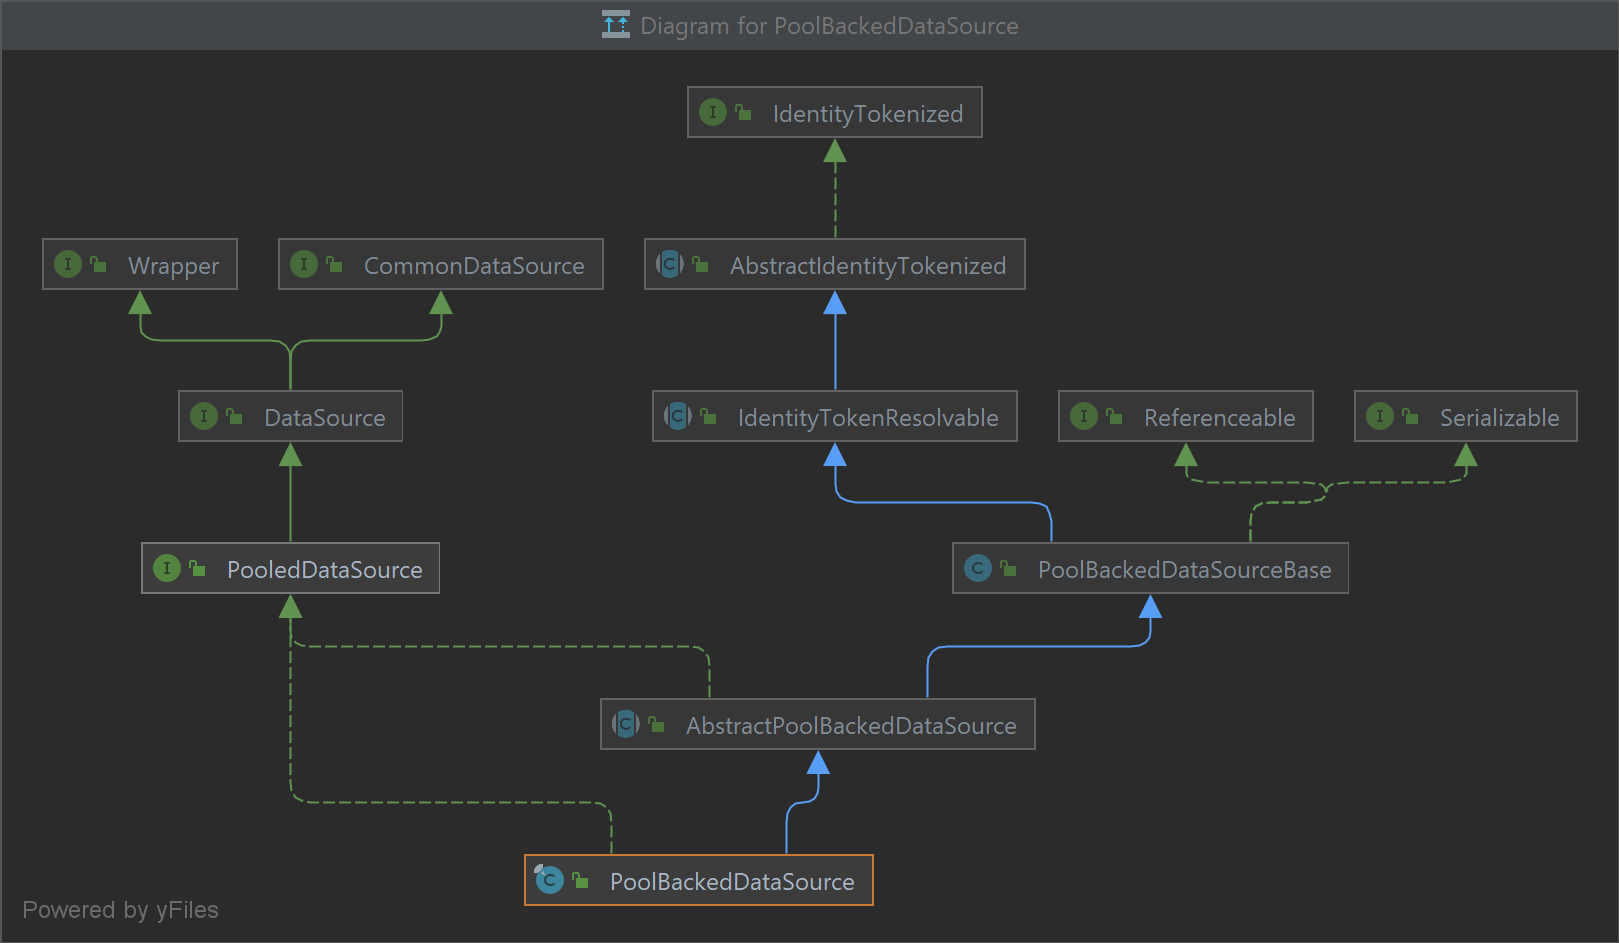 Diagram for PoolBackedDataSource
I IdentityTokenized
I Wrapper
I CommonDataSource
C AbstractIdentityTokenized
I DataSource
C IdentityTokenResolvable
I Referenceable
I Serializable
I PooledDataSource
C PoolBackedDataSourceBase
C AbstractPoolBackedDataSource
C PoolBackedDataSource
Powered by yFiles